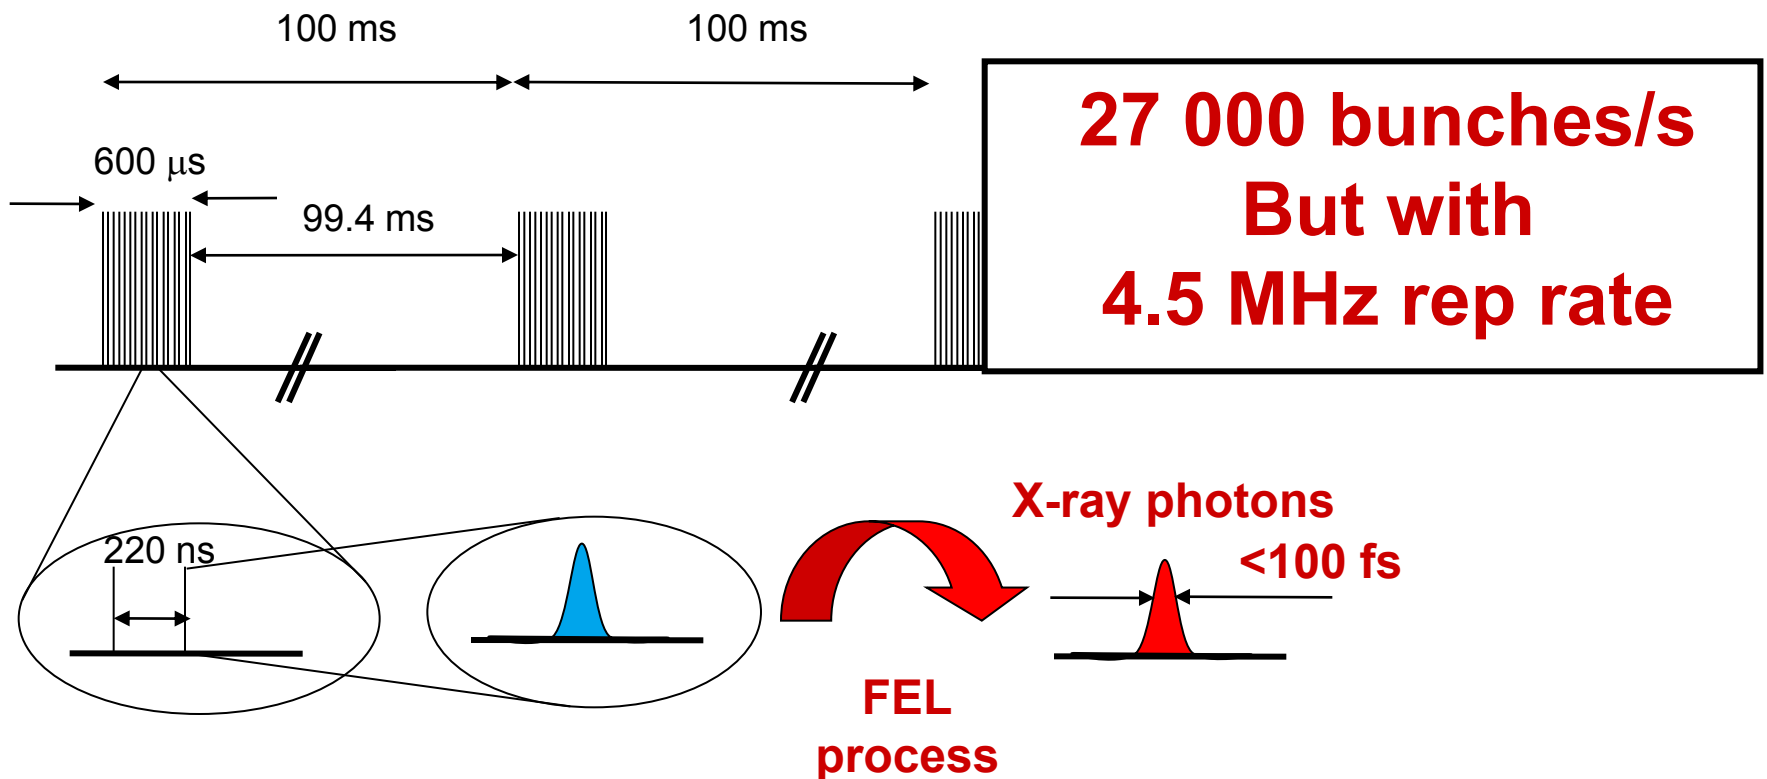 100 ms
100 ms
27 000 bunches/s
But with
4.5 MHz rep rate
600 μs
99.4 ms
220 ns
X-ray photons
<100 fs
FEL
process